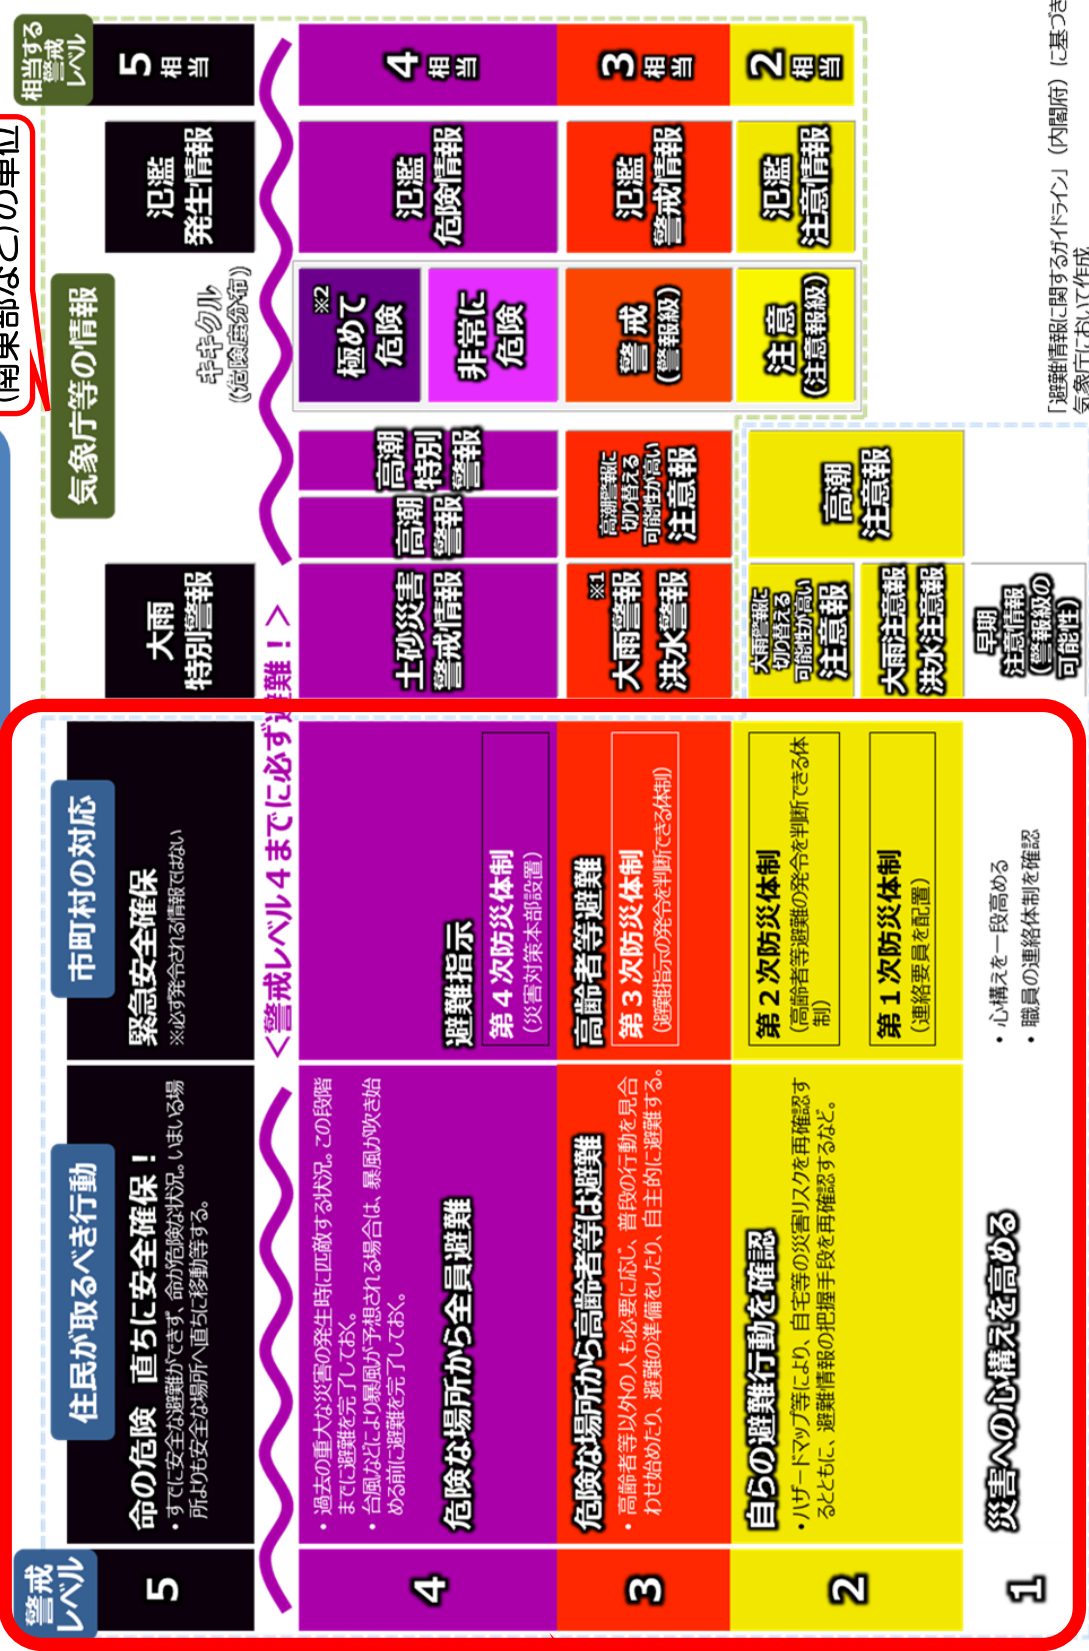 (南東部など)の単位
警戒
レベル
住民が取るべき行動
市町村の対応
気象庁等の情報
相当する
警戒
レベル
5
命の危険 直ちに安全確保！
・すでに安全な避難ができず、命が危険な状況。いまいる場
所よりも安全な場所へ直ちに移動等する。
緊急安全確保
※必ず発令される情報ではない
大雨
特別警報
キキクル
(危険度分布)
氾濫
発生情報
5
相当
＜警戒レベル４までに必ず避難！＞
4
・過去の重大な災害の発生時に匹敵する状況。この段階
までに避難を完了しておく。
・台風などにより暴風が予想される場合は、暴風が吹き始
める前に避難を完了しておく。
危険な場所から全員避難
避難指示
第４次防災体制
(災害対策本部設置)
土砂災害
警戒情報
高潮
警報
高潮
特別
警報
※2
極めて
危険
非常に
危険
氾濫
危険情報
4
相当
3
危険な場所から高齢者等は避難
・高齢者等以外の人も必要に応じ、普段の行動を見合
わせ始めたり、避難の準備をしたり、自主的に避難する。
高齢者等避難
第３次防災体制
(避難指示の発令を判断できる体制)
※1
大雨警報
洪水警報
高潮警報に
切り替える
可能性が高い
注意報
警戒
(警報級)
氾濫
警戒情報
3
相当
2
自らの避難行動を確認
・ハザードマップ等により、自宅等の災害リスクを再確認す
るとともに、避難情報の把握手段を再確認するなど。
第２次防災体制
(高齢者等避難の発令を判断できる体
制)
第１次防災体制
(連絡要員を配置)
大雨警報に
切り替える
可能性が高い
注意報
大雨注意報
洪水注意報
高潮
注意報
注意
(注意報級)
氾濫
注意情報
2
相当
1
災害への心構えを高める
・心構えを一段高める
・職員の連絡体制を確認
早期
注意情報
(警報級の
可能性)
「避難情報に関するガイドライン」（内閣府）に基づき
気象庁において作成